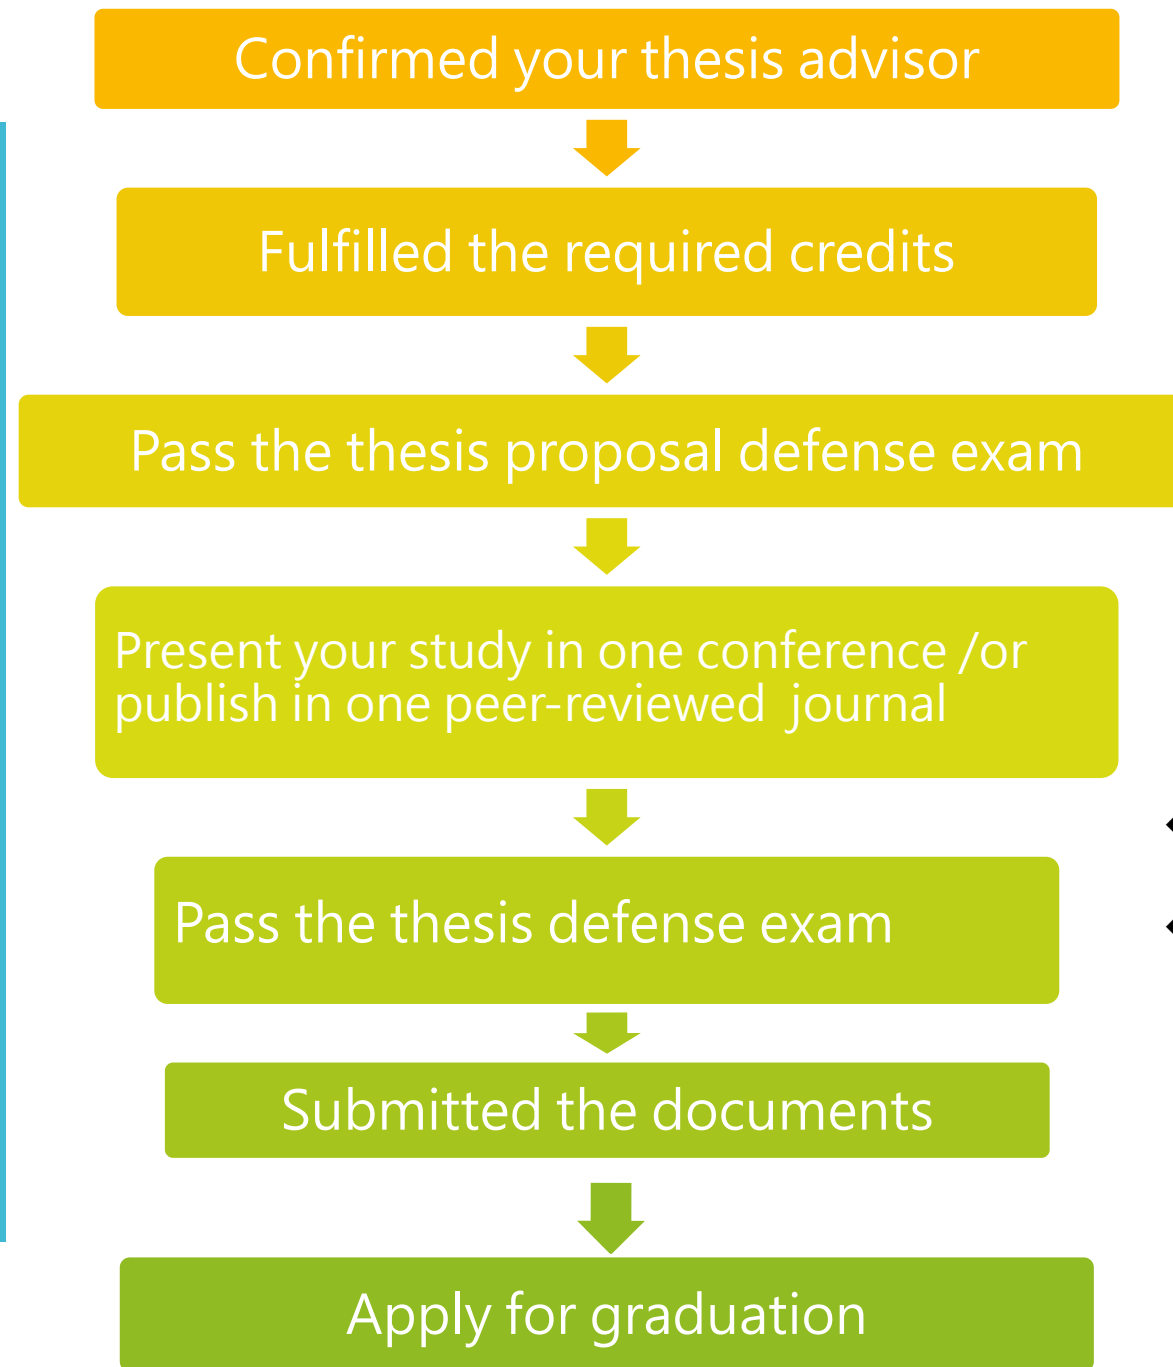 Confirmed your thesis advisor
Fulfilled the required credits
Pass the thesis proposal defense exam
Present your study in one conference /or
publish in one peer-reviewed  journal
Pass the thesis defense exam
Submitted the documents
Apply for graduation